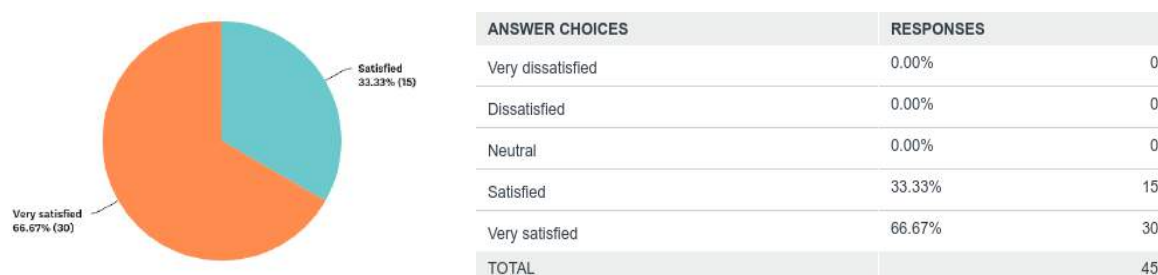 Satisfied
33.33% (15)
Very satisfied
66.67% (30)
ANSWER CHOICES RESPONSES
Very dissatisfied 0.00% 0
Dissatisfied 0.00% 0
Neutral 0.00% 0
Satisfied 33.33% 15
Very satisfied 66.67% 30
TOTAL 45